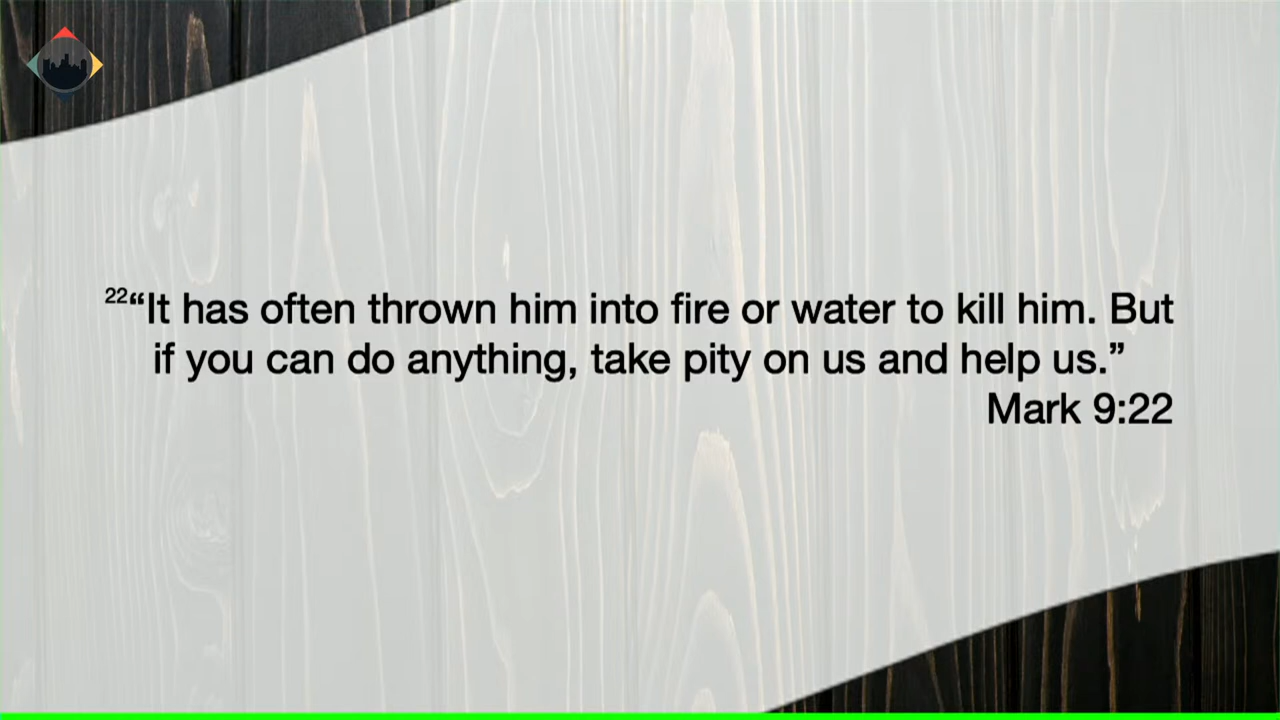 ²²“It has often thrown him into fire or water to kill him. But
if you can do anything, take pity on us and help us.”
Mark 9:22